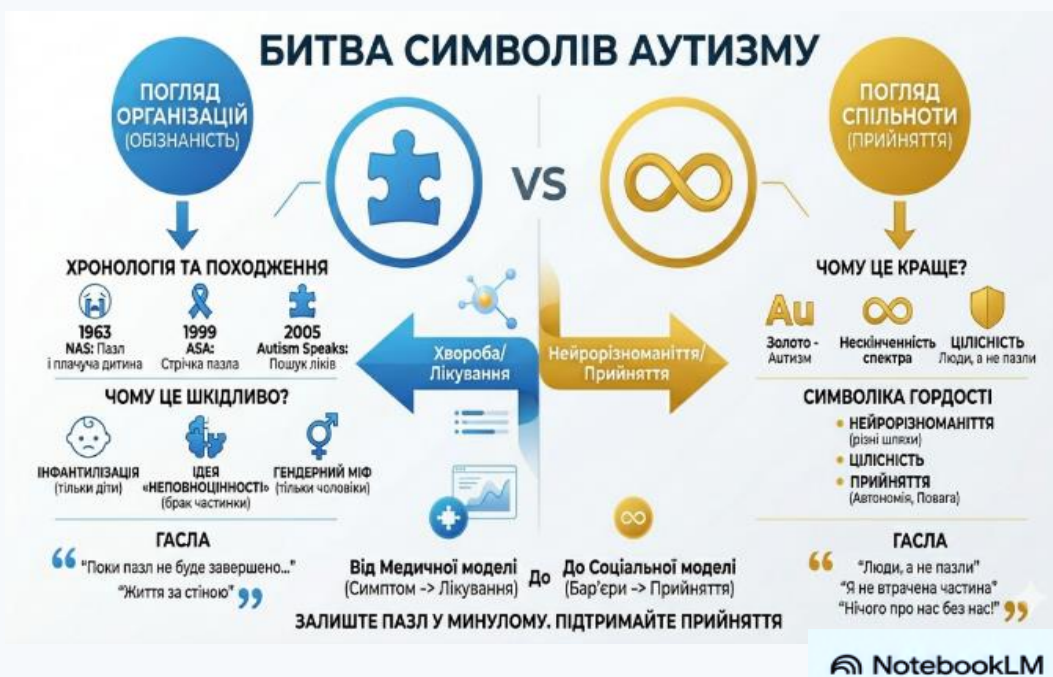 БИТВА СИМВОЛІВ АУТИЗМУ
ПОГЛЯД
ОРГАНІЗАЦІЙ
(ОБІЗНАНІСТЬ)
VS
ПОГЛЯД
СПІЛЬНОТИ
(ПРИЙНЯТТЯ)
ХРОНОЛОГІЯ ТА ПОХОДЖЕННЯ
1963
NAS: Пазл
і плачуча дитина
1999
ASA:
Стрічка пазла
2005
Autism Speaks:
Пошук ліків
ЧОМУ ЦЕ ШКІДЛИВО?
ІНФАНТИЛІЗАЦІЯ
(тільки діти)
ІДЕЯ
«НЕПОВНОЦІННОСТІ»
(брак частинки)
ГЕНДЕРНИЙ МІФ
(тільки чоловіки)
ГАСЛА
“ “Поки пазл не буде завершено...”
“Життя за стіною” ”
Хвороба/
Лікування
Нейрорізноманіття/
Прийняття
Від Медичної моделі
(Симптом -> Лікування)
До
До Соціальної моделі
(Бар'єри -> Прийняття)
ЧОМУ ЦЕ КРАЩЕ?
Au
Золото -
Аутизм
Нескінченність
спектра
ЦІЛІСНІСТЬ
Люди, а не пазли
СИМВОЛІКА ГОРДОСТІ
• НЕЙРОРІЗНОМАНІТТЯ
(різні шляхи)
• ЦІЛІСНІСТЬ
• ПРИЙНЯТТЯ
(Автономія, Повага)
ГАСЛА
“ “Люди, а не пазли”
“Я не втрачена частина”
“Нічого про нас без нас!” ”
ЗАЛИШТЕ ПАЗЛ У МИНУЛОМУ. ПІДТРИМАЙТЕ ПРИЙНЯТТЯ
NotebookLM